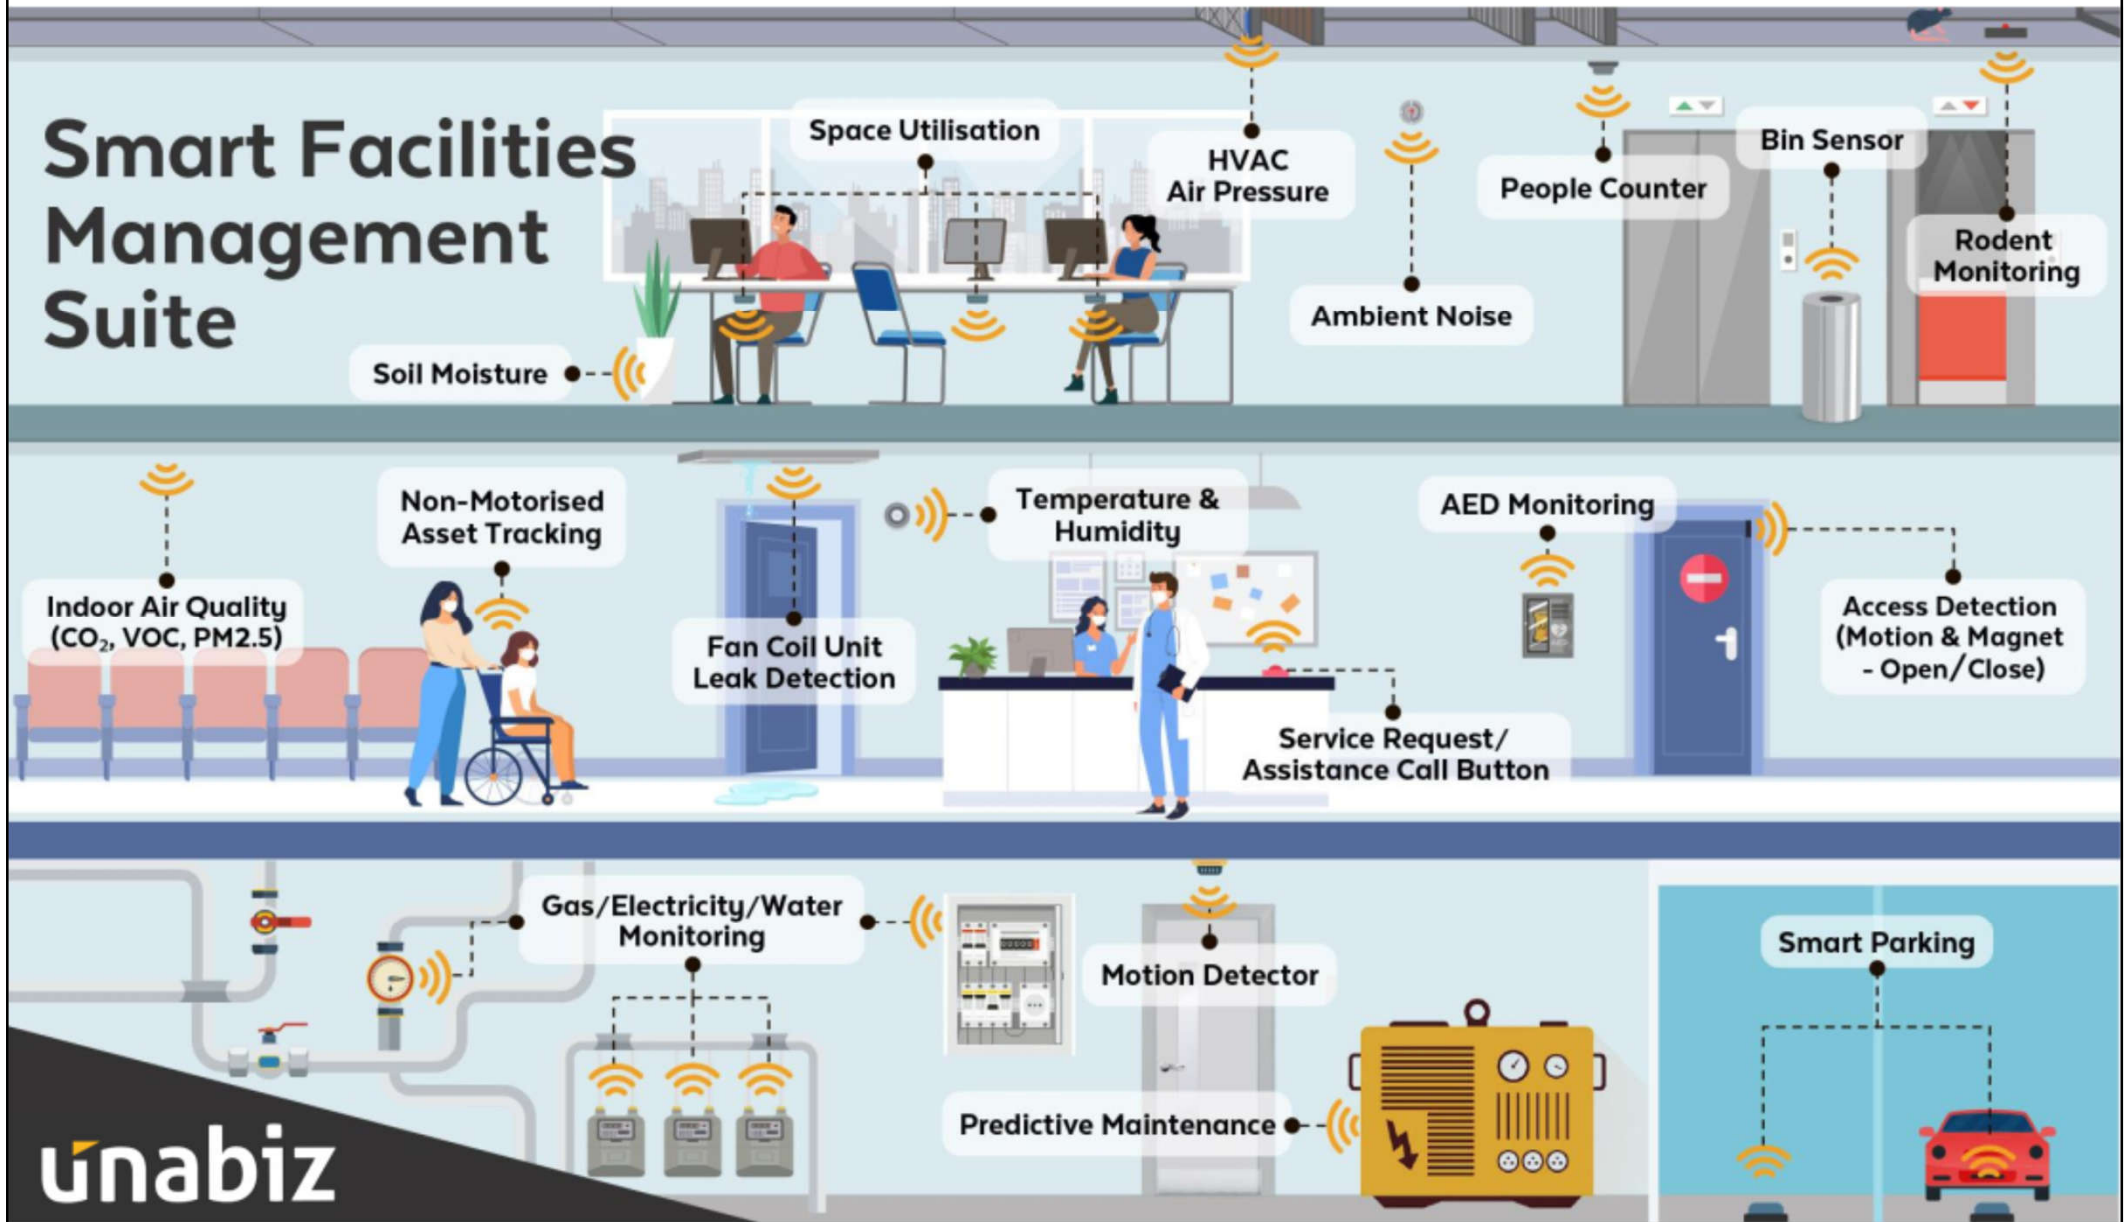 Smart Facilities
Management
Suite
Space Utilisation
HVAC
Air Pressure
Ambient Noise
People Counter
Bin Sensor
Rodent
Monitoring
Soil Moisture
Indoor Air Quality
(CO₂, VOC, PM2.5)
Non-Motorised
Asset Tracking
Fan Coil Unit
Leak Detection
Temperature &
Humidity
Service Request/
Assistance Call Button
AED Monitoring
Access Detection
(Motion & Magnet
- Open/Close)
Gas/Electricity/Water
Monitoring
Motion Detector
Predictive Maintenance
Smart Parking
unabiz